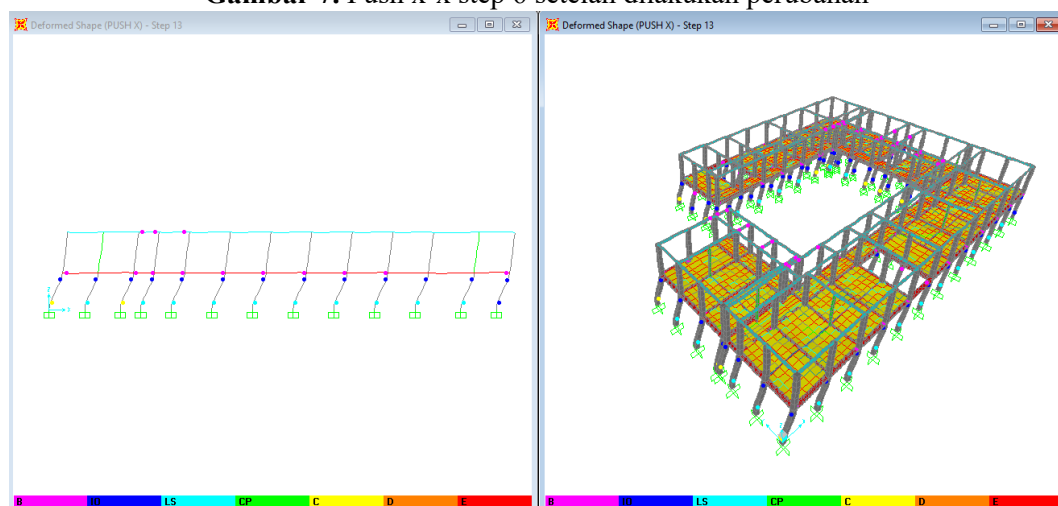 Gambar 7. Push x-x step 6 setelah dilakukan perubahan
Deformed Shape (PUSH X) - Step 13
Deformed Shape (PUSH X) - Step 13
Z
X
Z
B IO LS CP C D E
B IO LS CP C D E